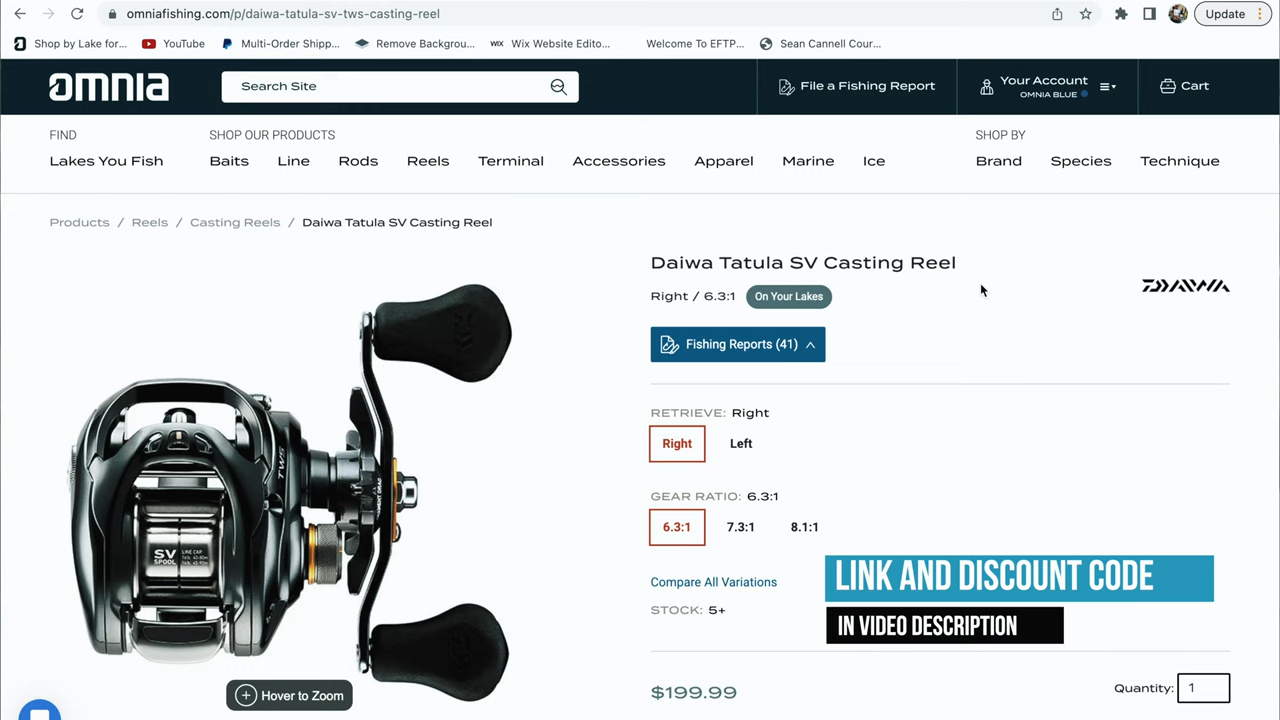 omniafishing.com/p/daiwa-tatula-sv-tws-casting-reel
Update
Shop by Lake for... YouTube Multi-Order Shipp... Remove Backgrou... WIX Wix Website Edito... Welcome To EFTP... Sean Cannell Cour...
OMNIA Search Site File a Fishing Report Your Account Cart
OMNIA BLUE
FIND SHOP OUR PRODUCTS SHOP BY
Lakes You Fish Baits Line Rods Reels Terminal Accessories Apparel Marine Ice Brand Species Technique
Products / Reels / Casting Reels / Daiwa Tatula SV Casting Reel
Daiwa Tatula SV Casting Reel
DAIWA
Right / 6.3:1 On Your Lakes
Fishing Reports (41)
RETRIEVE: Right
Right Left
GEAR RATIO: 6.3:1
6.3:1 7.3:1 8.1:1
TWS
SV
SPOOL
LINE CAP.
Compare All Variations
STOCK: 5+
LINK AND DISCOUNT CODE
IN VIDEO DESCRIPTION
Hover to Zoom
$199.99
Quantity: 1